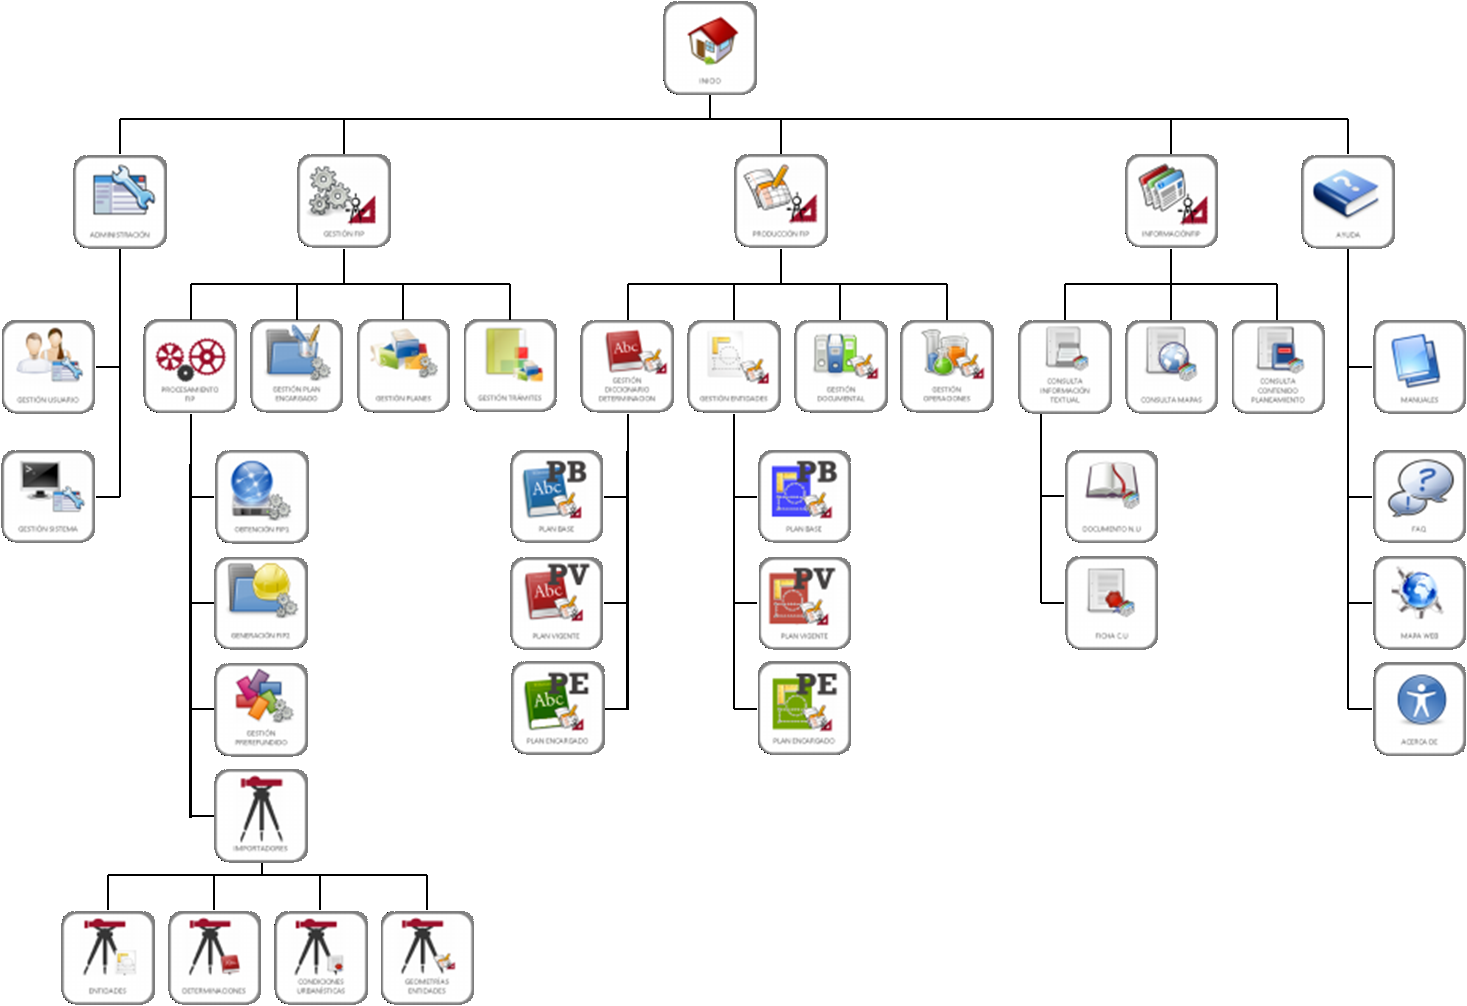 INICIO
ADMINISTRACIÓN
GESTIÓN FIP
PRODUCCIÓN FIP
INFORMACIÓNFIP
AYUDA
GESTIÓN USUARIO
PROCESAMIENTO
FIP
GESTIÓN PLAN
ENCARGADO
GESTIÓN PLANES
GESTIÓN TRÁMITES
Abc
GESTIÓN
DICCIONARIO
DETERMINACION
GESTIÓN ENTIDADES
GESTIÓN
DOCUMENTAL
GESTIÓN
OPERACIONES
CONSULTA
INFORMACIÓN
TEXTUAL
CONSULTA MAPAS
CONSULTA
CONTENIDO
PLANEAMIENTO
MANUALES
GESTIÓN SISTEMA
OBTENCIÓN FIP1
PB
Abc
PLAN BASE
PB
PLAN BASE
DOCUMENTO N.U
FAQ
GENERACIÓN FIP2
PV
Abc
PLAN VIGENTE
PV
PLAN VIGENTE
FICHA C.U
MAPA WEB
GESTIÓN
PREREFUNDIDO
PE
Abc
PLAN ENCARGADO
PE
PLAN ENCARGADO
ACERCA DE
IMPORTADORES
ENTIDADES
DETERMINACIONES
CONDICIONES
URBANÍSTICAS
GEOMETRÍAS
ENTIDADES